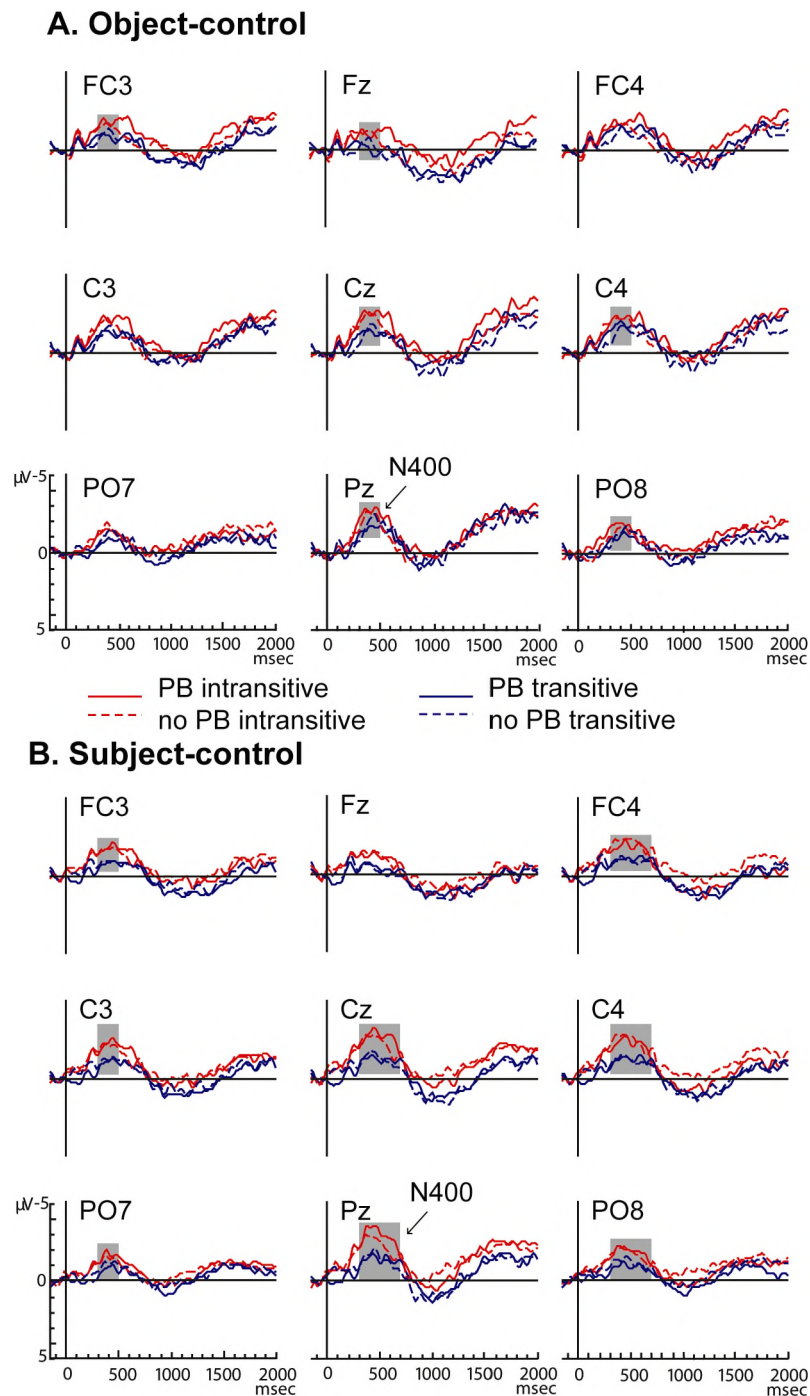 A. Object-control
FC3 Fz FC4
C3 Cz C4
N400
µV-5 PO7 Pz PO8
0
5
0 500 1000 1500 2000 0 500 1000 1500 2000 0 500 1000 1500 2000
msec msec msec
PB intransitive PB transitive
no PB intransitive no PB transitive
B. Subject-control
FC3 Fz FC4
C3 Cz C4
N400
µV-5 PO7 Pz PO8
0
5
0 500 1000 1500 2000 0 500 1000 1500 2000 0 500 1000 1500 2000
msec msec msec